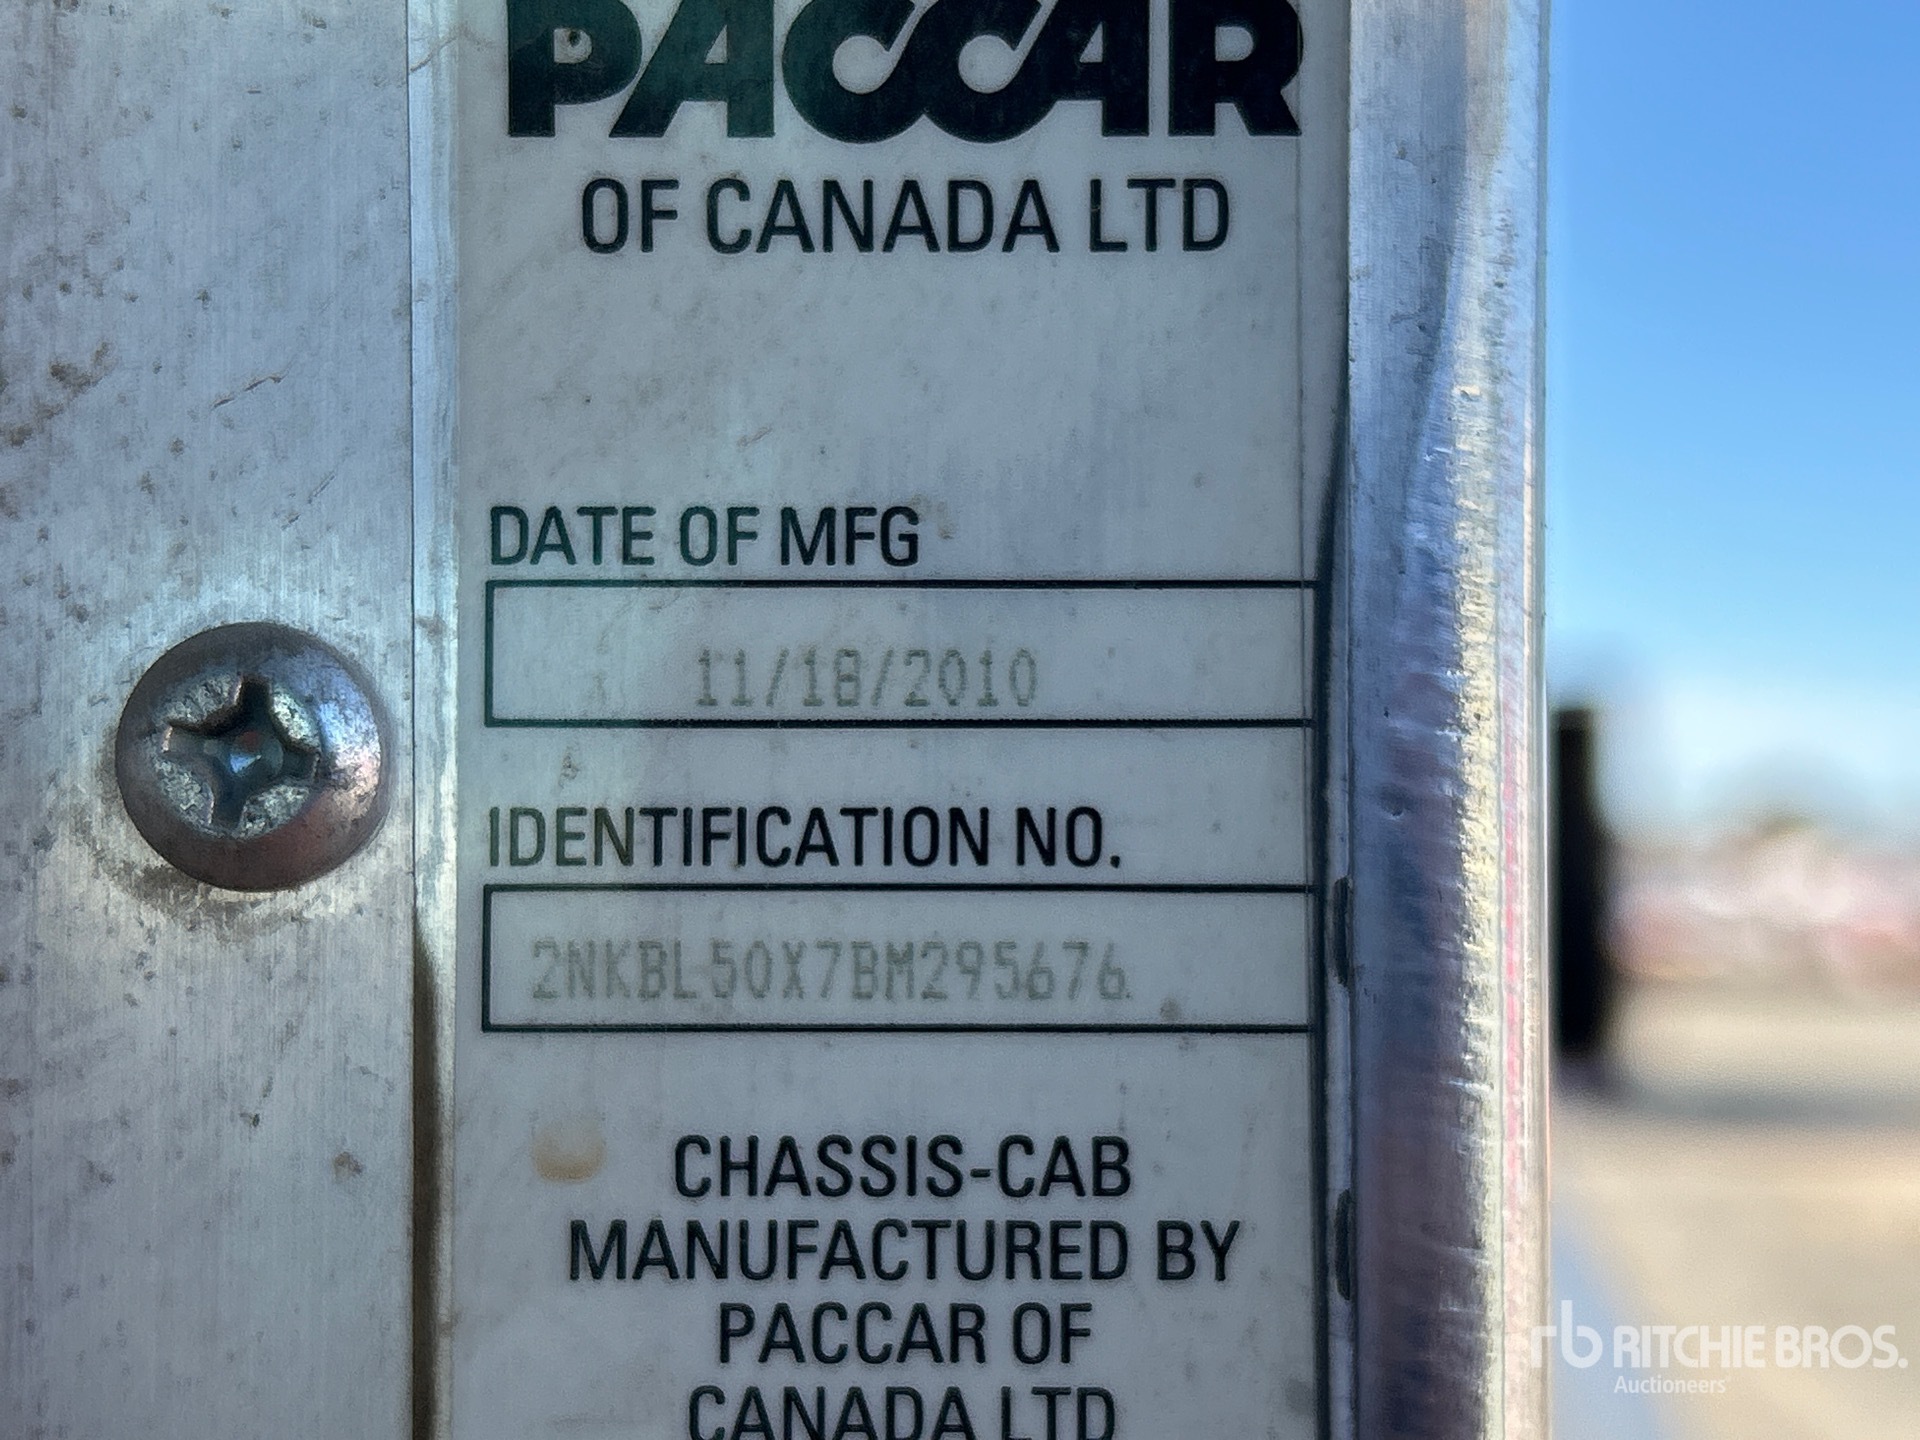 PACCAR
OF CANADA LTD
DATE OF MFG
11/18/2010
IDENTIFICATION NO.
2NKBL50X7BM295676
CHASSIS-CAB
MANUFACTURED BY
PACCAR OF
CANADA LTD
rb RITCHIE BROS.
Auctioneers